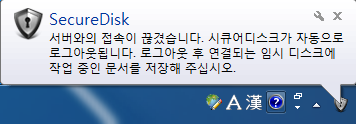 SecureDisk
서버와의 접속이 끊겼습니다. 시큐어디스크가 자동으로
로그아웃됩니다. 로그아웃 후 연결되는 임시 디스크에
작업 중인 문서를 저장해 주십시오.
A 漢 ?